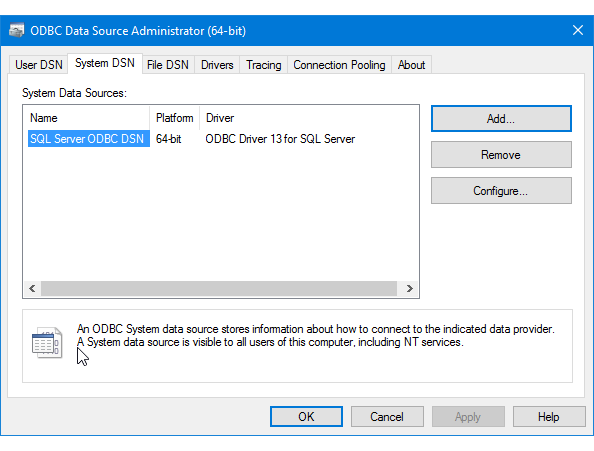 ODBC Data Source Administrator (64-bit)
User DSN System DSN File DSN Drivers Tracing Connection Pooling About
System Data Sources:
Name Platform Driver
SQL Server ODBC DSN 64-bit ODBC Driver 13 for SQL Server
Add...
Remove
Configure...
An ODBC System data source stores information about how to connect to the indicated data provider.
A System data source is visible to all users of this computer, including NT services.
OK Cancel Apply Help